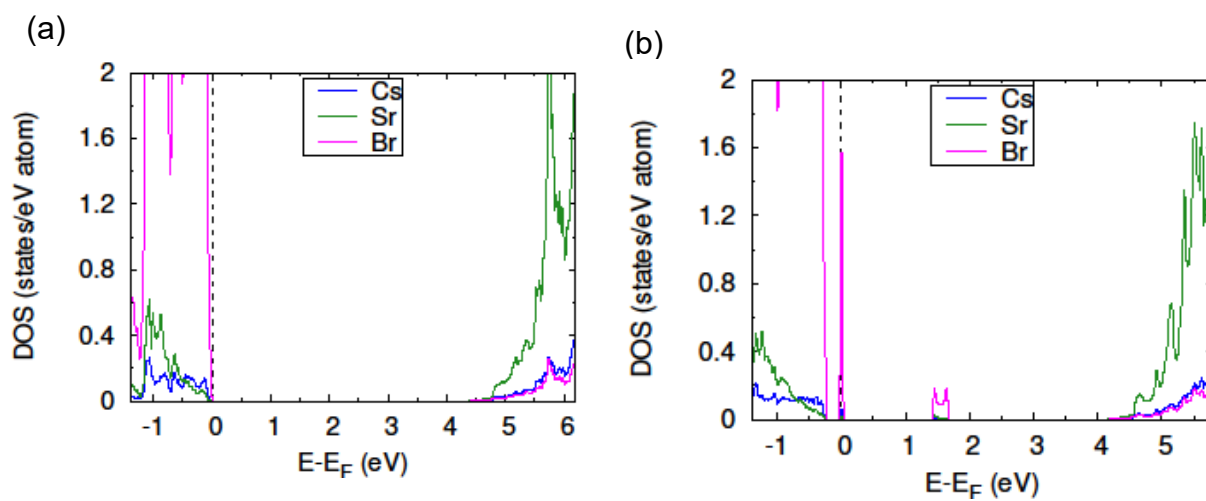 (a)
2
1.6
1.2
0.8
0.4
0
DOS (states/eV atom)
Cs
Sr
Br
-1 0 1 2 3 4 5 6
E-E_F (eV)
(b)
2
1.6
1.2
0.8
0.4
0
DOS (states/eV atom)
Cs
Sr
Br
-1 0 1 2 3 4 5
E-E_F (eV)